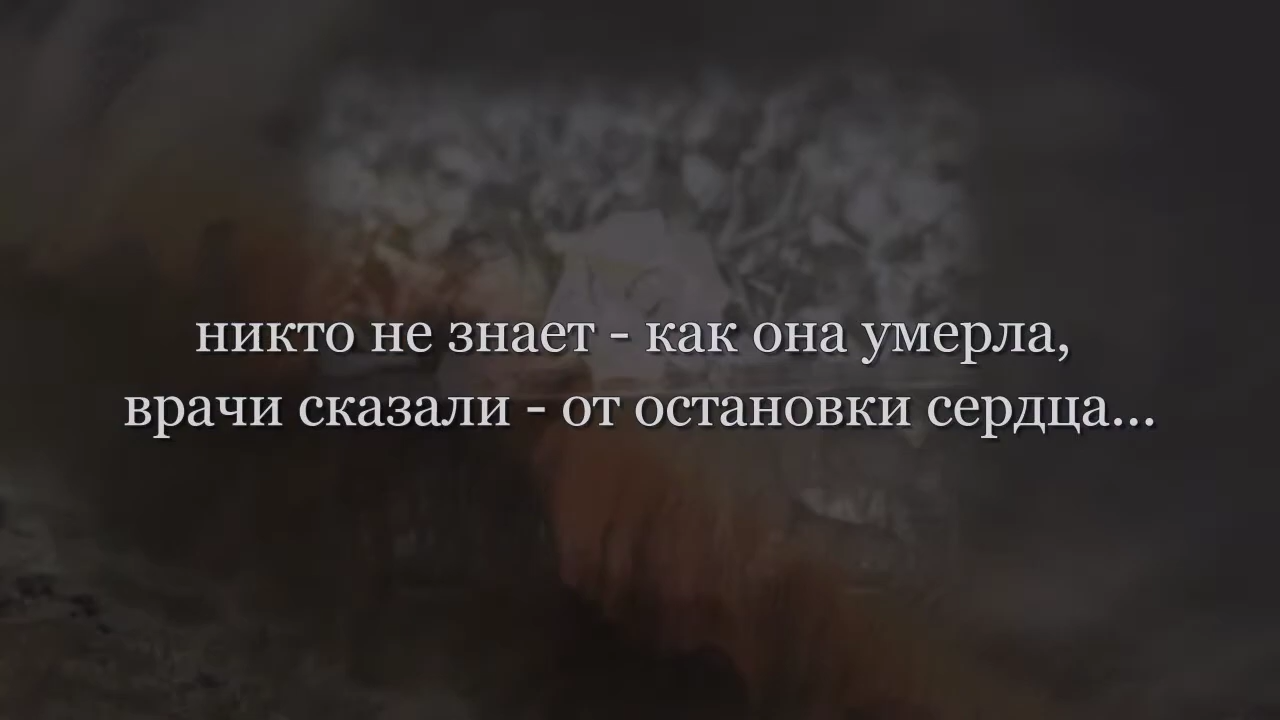 никто не знает - как она умерла,
врачи сказали - от остановки сердца...